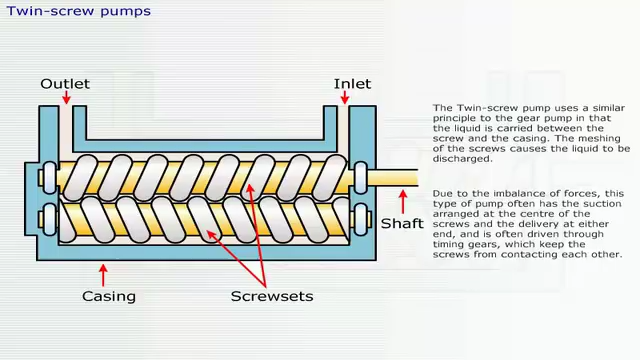 Twin-screw pumps
Outlet
Inlet
The Twin-screw pump uses a similar
principle to the gear pump in that
the liquid is carried between the
screw and the casing. The meshing
of the screws causes the liquid to be
discharged.
Due to the imbalance of forces, this
type of pump often has the suction
arranged at the centre of the
screws and the delivery at either
end, and is often driven through
timing gears, which keep the
screws from contacting each other.
Shaft
Casing
Screwsets